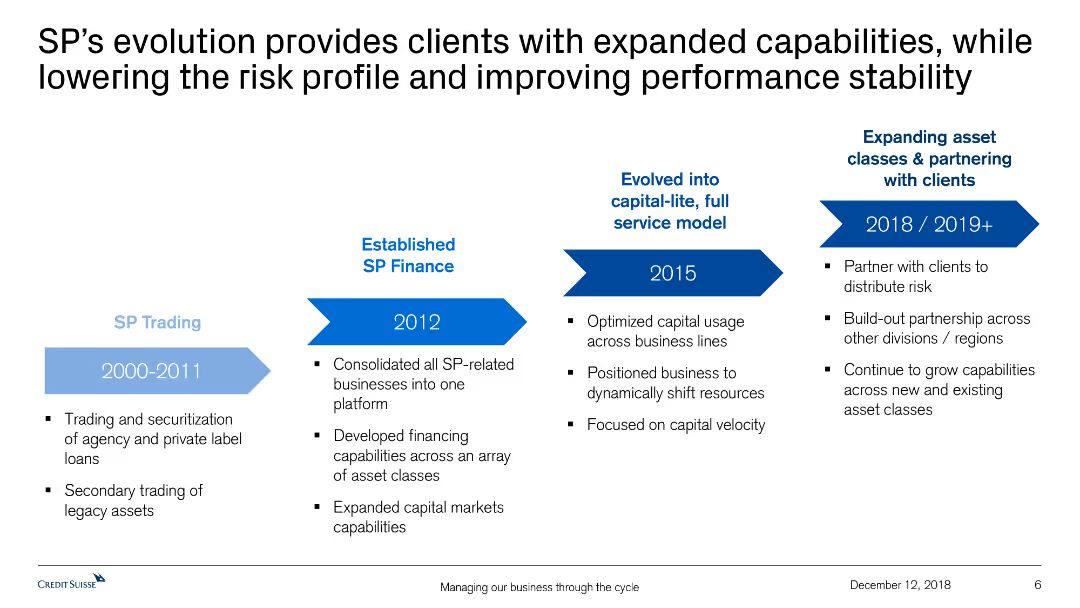 SP's evolution provides clients with expanded capabilities, while
lowering the risk profile and improving performance stability
SP Trading
2000-2011
▪ Trading and securitization
of agency and private label
loans
▪ Secondary trading of
legacy assets
Established
SP Finance
2012
▪ Consolidated all SP-related
businesses into one
platform
▪ Developed financing
capabilities across an array
of asset classes
▪ Expanded capital markets
capabilities
Evolved into
capital-lite, full
service model
2015
▪ Optimized capital usage
across business lines
▪ Positioned business to
dynamically shift resources
▪ Focused on capital velocity
Expanding asset
classes & partnering
with clients
2018 / 2019+
▪ Partner with clients to
distribute risk
▪ Build-out partnership across
other divisions / regions
▪ Continue to grow capabilities
across new and existing
asset classes
CREDIT SUISSE
Managing our business through the cycle
December 12, 2018
6